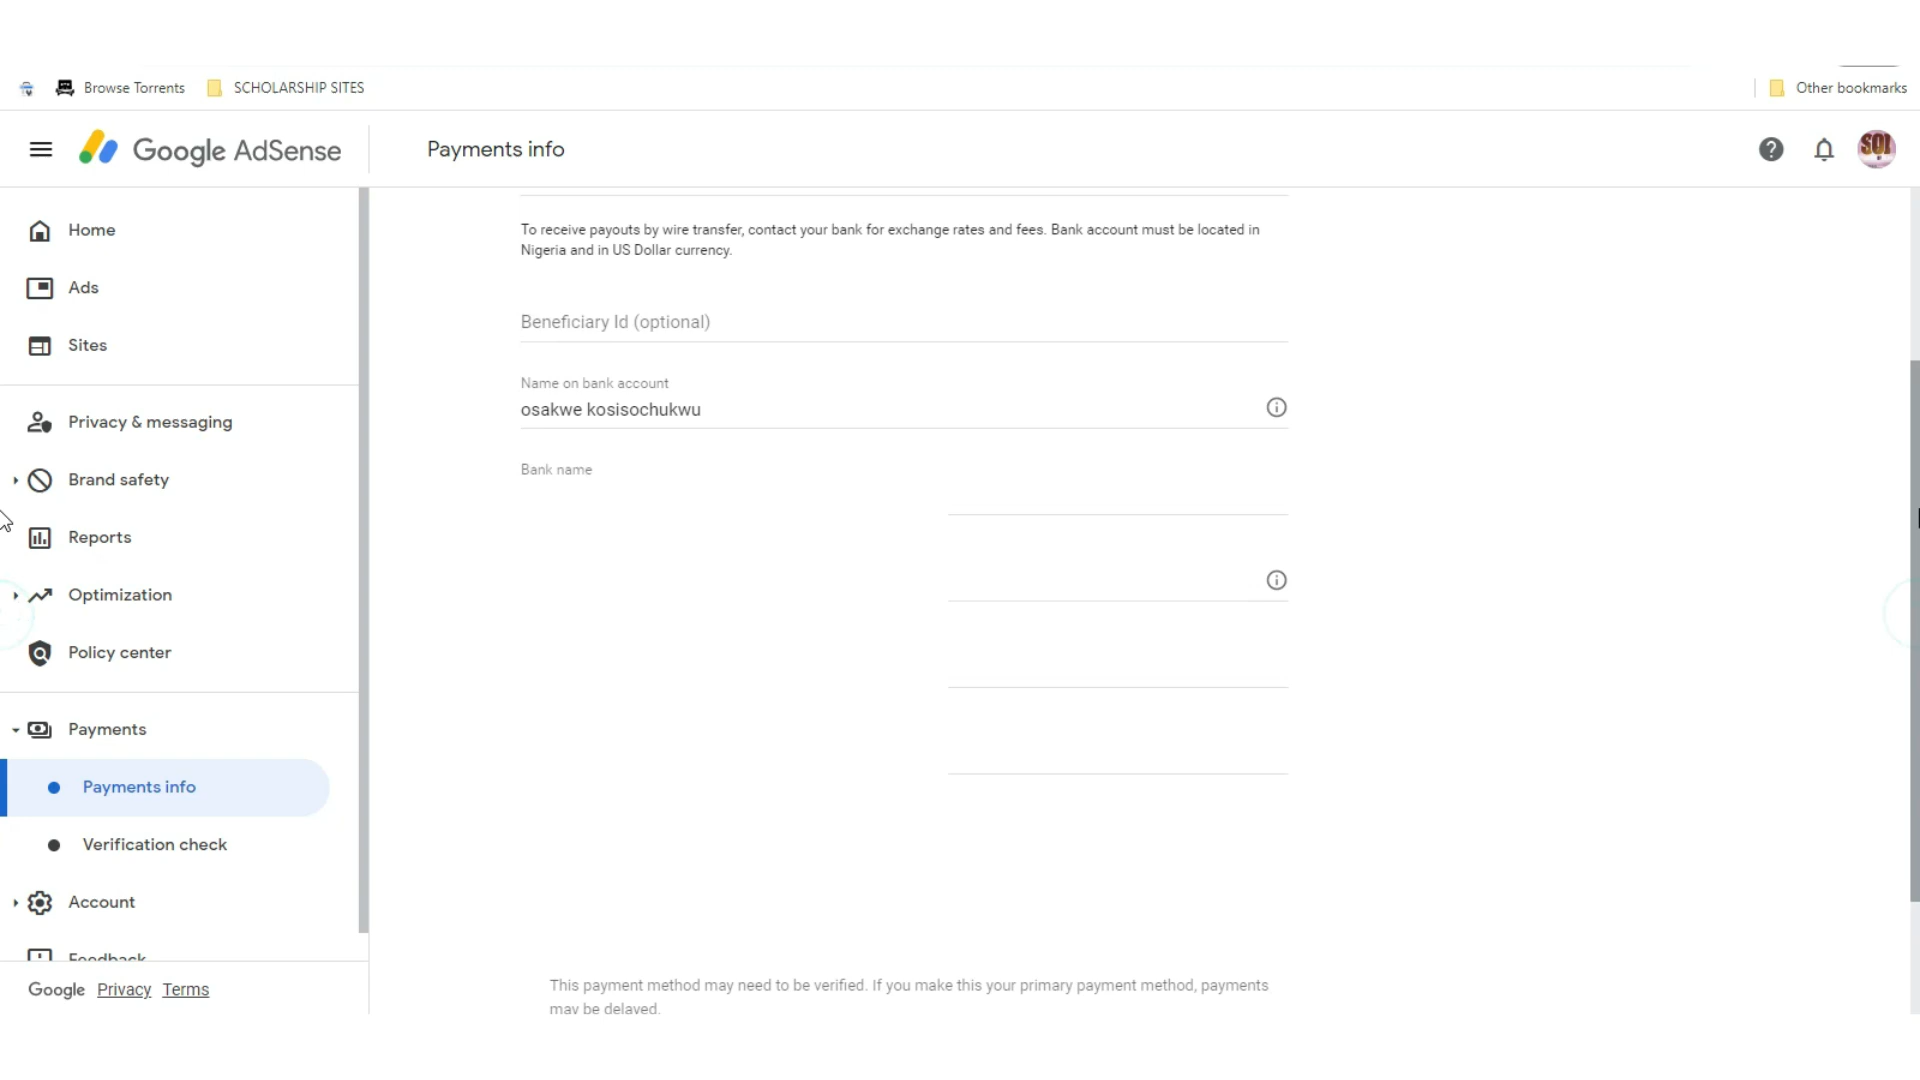 Browse Torrents
SCHOLARSHIP SITES
Other bookmarks
Google AdSense
Payments info
SQI
Home
Ads
Sites
Privacy & messaging
Brand safety
Reports
Optimization
Policy center
Payments
Payments info
Verification check
Account
Feedback
Google Privacy Terms
To receive payouts by wire transfer, contact your bank for exchange rates and fees. Bank account must be located in
Nigeria and in US Dollar currency.
Beneficiary Id (optional)
Name on bank account
osakwe kosisochukwu
Bank name
This payment method may need to be verified. If you make this your primary payment method, payments
may be delayed.